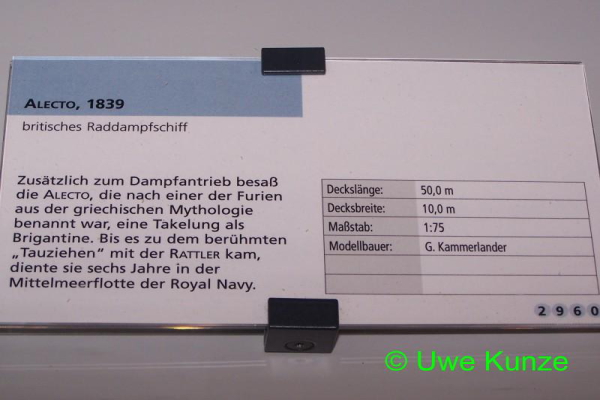 ALECTO, 1839
britisches Raddampfschiff
Zusätzlich zum Dampfantrieb besaß
die ALECTO, die nach einer der Furien
aus der griechischen Mythologie
benannt war, eine Takelung als
Brigantine. Bis es zu dem berühmten
„Tauziehen“ mit der RATTLER kam,
diente sie sechs Jahre in der
Mittelmeerflotte der Royal Navy.
Deckslänge: 50,0 m
Decksbreite: 10,0 m
Maßstab: 1:75
Modellbauer: G. Kammerlander
2960
© Uwe Kunze